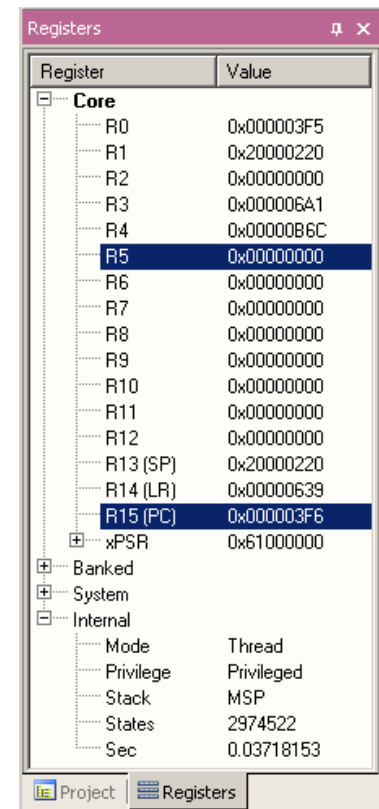 Registers
Register Value
Core
R0 0x000003F5
R1 0x20000220
R2 0x00000000
R3 0x000006A1
R4 0x00000B6C
R5 0x00000000
R6 0x00000000
R7 0x00000000
R8 0x00000000
R9 0x00000000
R10 0x00000000
R11 0x00000000
R12 0x00000000
R13 (SP) 0x20000220
R14 (LR) 0x00000639
R15 (PC) 0x000003F6
xPSR 0x61000000
Banked
System
Internal
Mode Thread
Privilege Privileged
Stack MSP
States 2974522
Sec 0.03718153
Project Registers